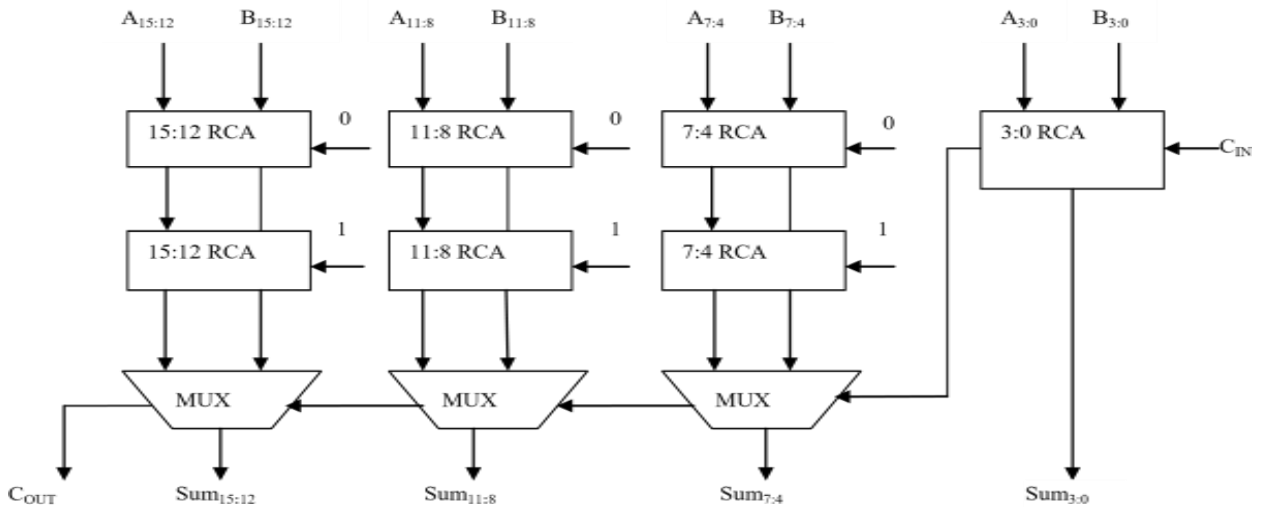 A15:12 B15:12 A11:8 B11:8 A7:4 B7:4 A3:0 B3:0
15:12 RCA 0 11:8 RCA 0 7:4 RCA 0 3:0 RCA CIN
15:12 RCA 1 11:8 RCA 1 7:4 RCA 1
MUX MUX MUX
COUT Sum15:12 Sum11:8 Sum7:4 Sum3:0